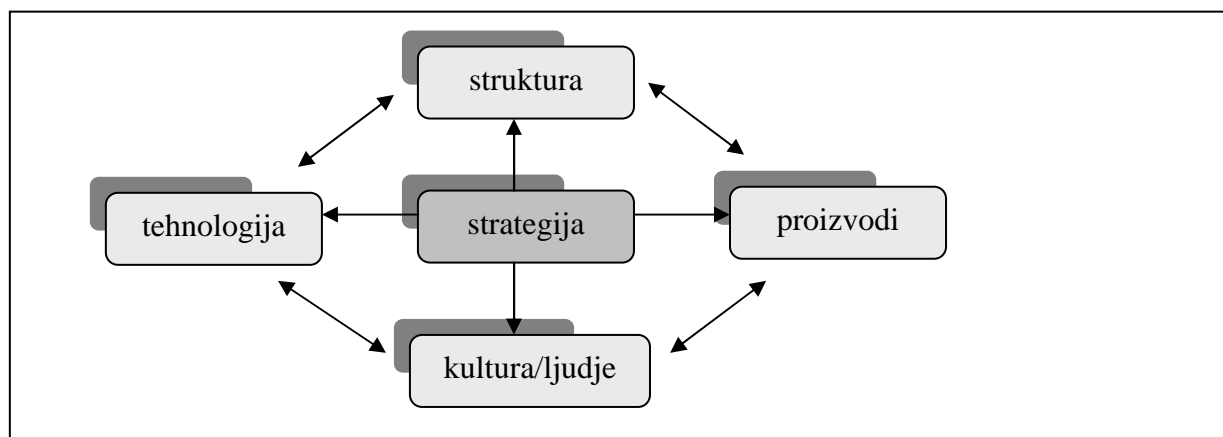 struktura
tehnologija
strategija
proizvodi
kultura/ljudje